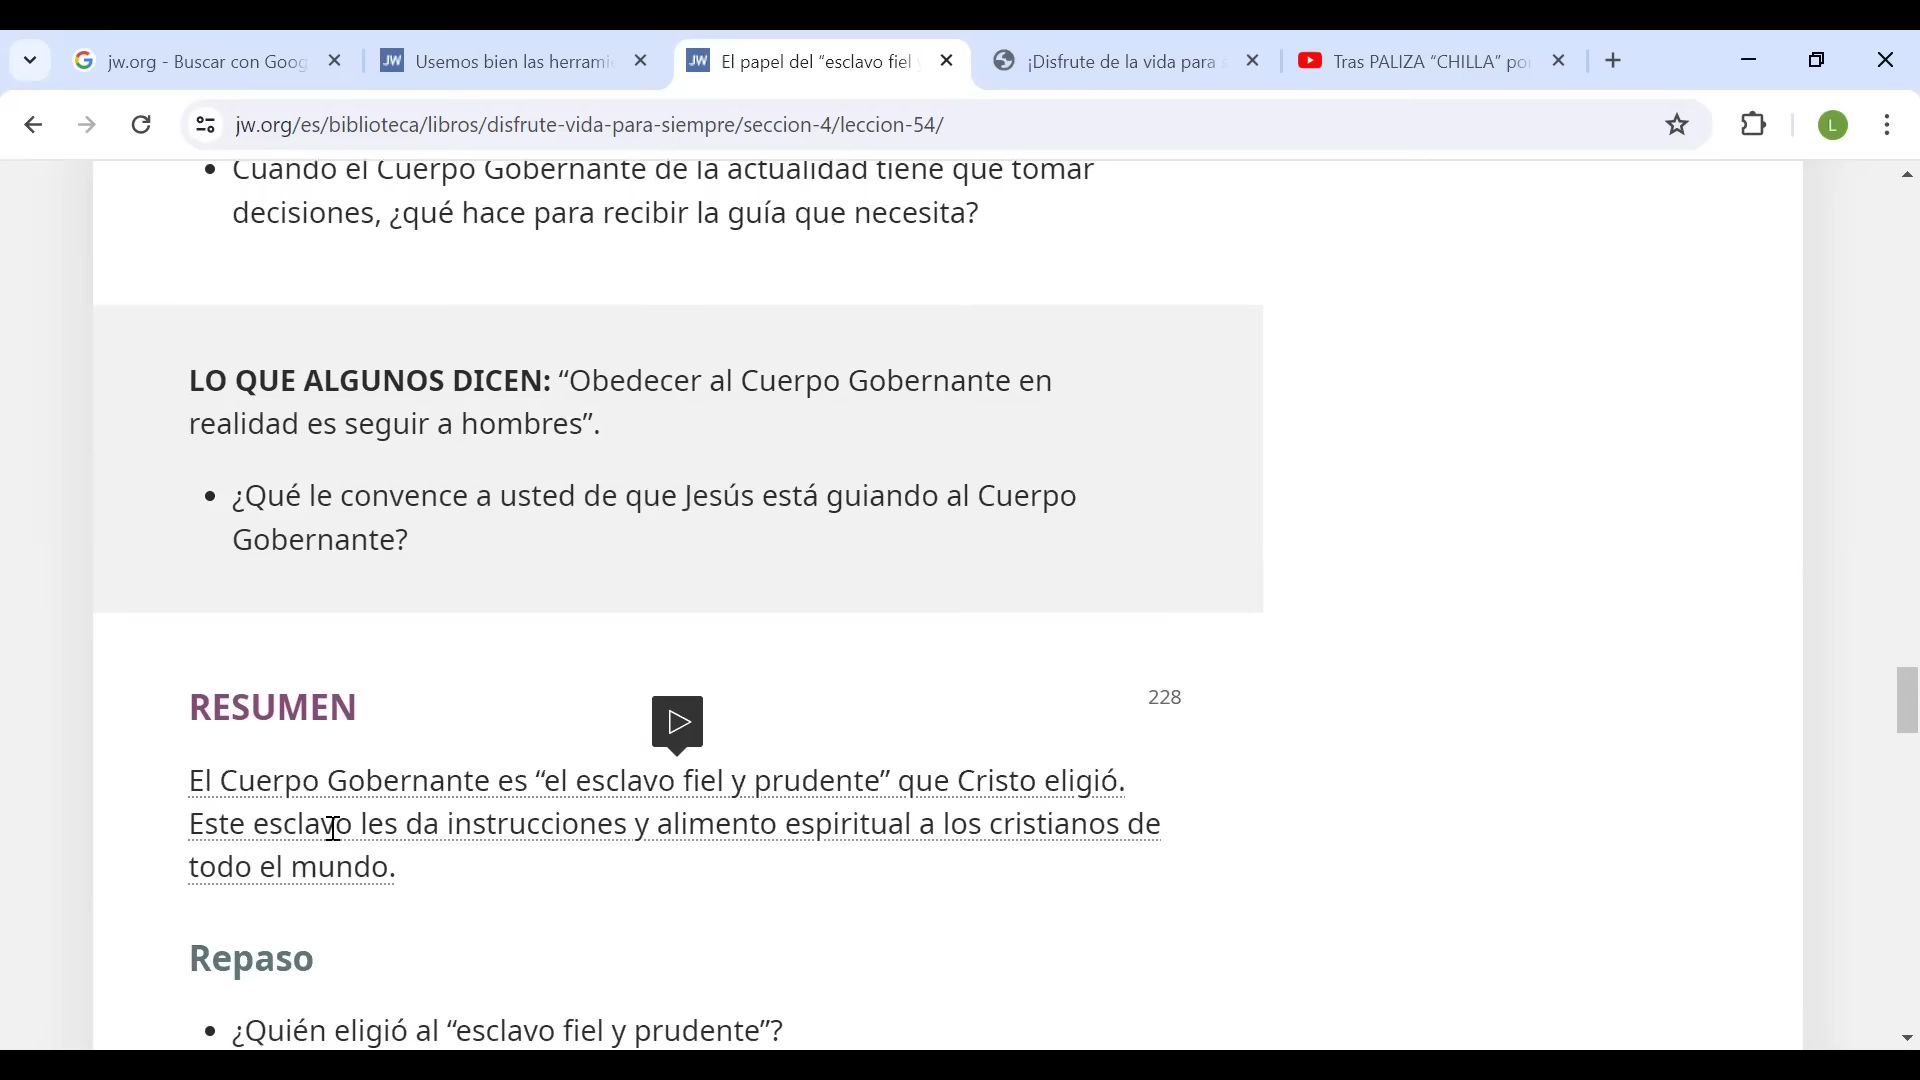 jw.org - Buscar con Goog
Usemos bien las herrami
El papel del “esclavo fiel y
¡Disfrute de la vida para s
Tras PALIZA “CHILLA” po
jw.org/es/biblioteca/libros/disfrute-vida-para-siempre/seccion-4/leccion-54/
L
• Cuando el Cuerpo Gobernante de la actualidad tiene que tomar
decisiones, ¿qué hace para recibir la guía que necesita?
LO QUE ALGUNOS DICEN: “Obedecer al Cuerpo Gobernante en
realidad es seguir a hombres”.
• ¿Qué le convence a usted de que Jesús está guiando al Cuerpo
Gobernante?
RESUMEN
228
El Cuerpo Gobernante es “el esclavo fiel y prudente” que Cristo eligió.
Este esclavo les da instrucciones y alimento espiritual a los cristianos de
todo el mundo.
Repaso
• ¿Quién eligió al “esclavo fiel y prudente”?